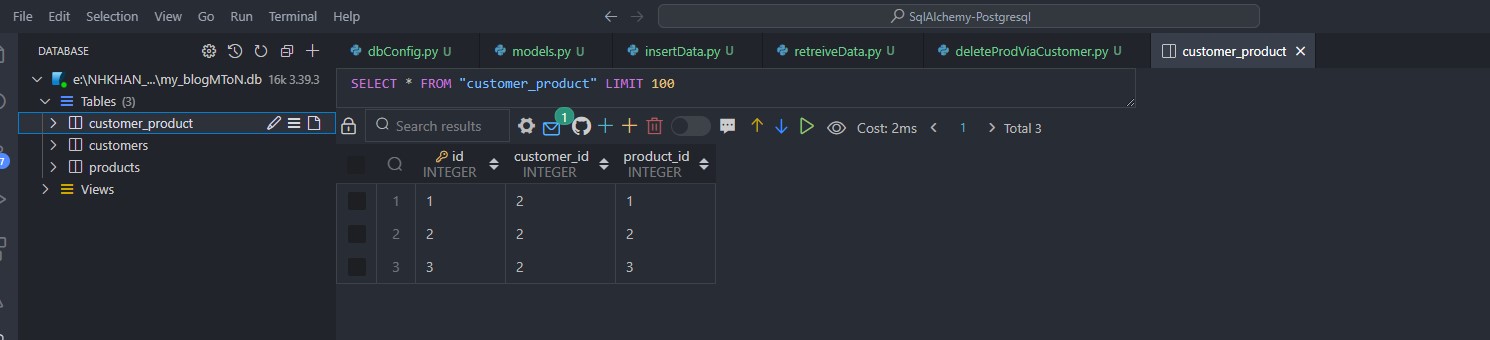 File Edit Selection View Go Run Terminal Help
SqlAlchemy-Postgresql
DATABASE
dbConfig.py U
models.py U
insertData.py U
retreiveData.py U
deleteProdViaCustomer.py U
customer_product
e:\NHKHAN_...\my_blogMToN.db 16k 3.39.3
Tables (3)
customer_product
customers
products
Views
7
SELECT * FROM "customer_product" LIMIT 100
Search results
1
Cost: 2ms
1
Total 3
id customer_id product_id
INTEGER INTEGER INTEGER
1 1 2 1
2 2 2 2
3 3 2 3